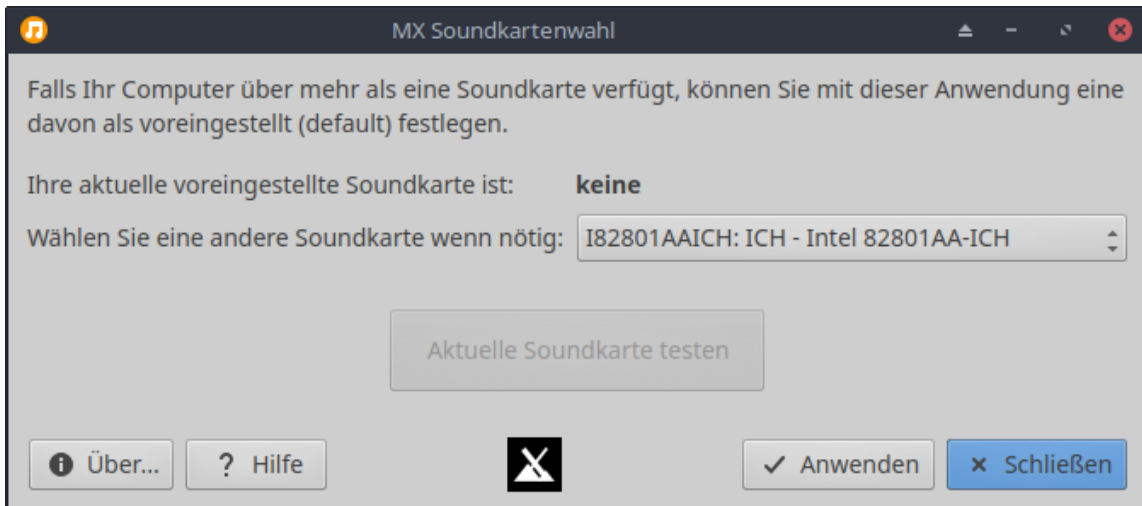 MX Soundkartenwahl
Falls Ihr Computer über mehr als eine Soundkarte verfügt, können Sie mit dieser Anwendung eine
davon als voreingestellt (default) festlegen.
Ihre aktuelle voreingestellte Soundkarte ist: keine
Wählen Sie eine andere Soundkarte wenn nötig: I82801AAICH: ICH - Intel 82801AA-ICH
Aktuelle Soundkarte testen
Über... ? Hilfe Anwenden Schließen